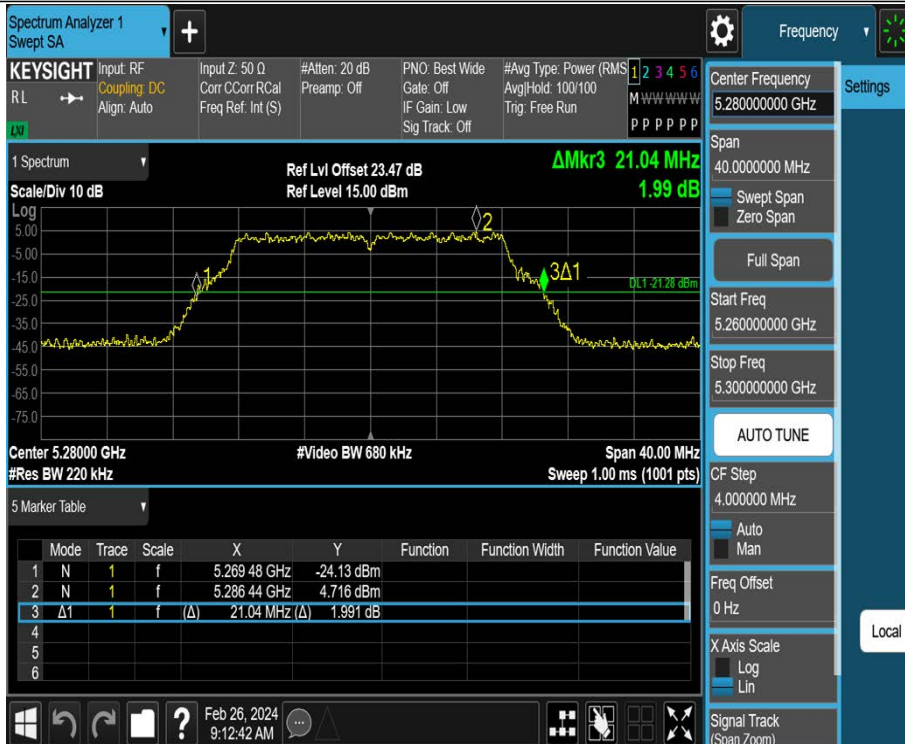 Spectrum Analyzer 1
Swept SA
+
Frequency
KEYSIGHT
RL
LXI
Input: RF
Coupling: DC
Align: Auto
Input Z: 50 Ω
Corr CCorr RCal
Freq Ref: Int (S)
#Atten: 20 dB
Preamp: Off
PNO: Best Wide
Gate: Off
IF Gain: Low
Sig Track: Off
#Avg Type: Power (RMS
Avg|Hold: 100/100
Trig: Free Run
1 2 3 4 5 6
M W W W W W
P P P P P P
1 Spectrum
Scale/Div 10 dB
Log
Ref Lvl Offset 23.47 dB
Ref Level 15.00 dBm
ΔMkr3 21.04 MHz
1.99 dB
5.00
-5.00
-15.0
-25.0
-35.0
-45.0
-55.0
-65.0
-75.0
1
2
3Δ1
DL1 -21.28 dBm
Center 5.28000 GHz
#Res BW 220 kHz
#Video BW 680 kHz
Span 40.00 MHz
Sweep 1.00 ms (1001 pts)
5 Marker Table
Mode Trace Scale X Y Function Function Width Function Value
1 N 1 f 5.269 48 GHz -24.13 dBm
2 N 1 f 5.286 44 GHz 4.716 dBm
3 Δ1 1 f (Δ) 21.04 MHz (Δ) 1.991 dB
4
5
6
?
Feb 26, 2024
9:12:42 AM
Center Frequency
5.280000000 GHz
Span
40.0000000 MHz
Swept Span
Zero Span
Full Span
Start Freq
5.260000000 GHz
Stop Freq
5.300000000 GHz
AUTO TUNE
CF Step
4.000000 MHz
Auto
Man
Freq Offset
0 Hz
X Axis Scale
Log
Lin
Signal Track
(Span Zoom)
Settings
Local